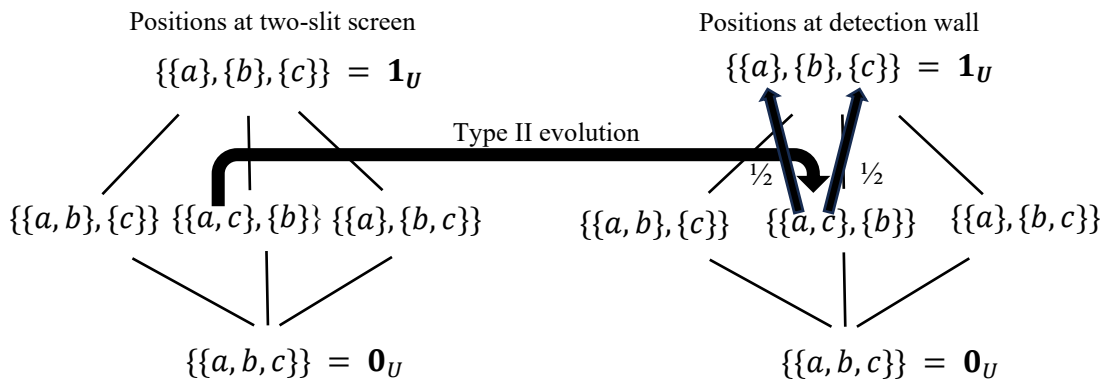 Positions at two-slit screen
Positions at detection wall
{{a}, {b}, {c}} = 1_U
{{a}, {b}, {c}} = 1_U
Type II evolution
½
½
{{a, b}, {c}}
{{a, c}, {b}}
{{a}, {b, c}}
{{a, b}, {c}}
{{a, c}, {b}}
{{a}, {b, c}}
{{a, b, c}} = 0_U
{{a, b, c}} = 0_U